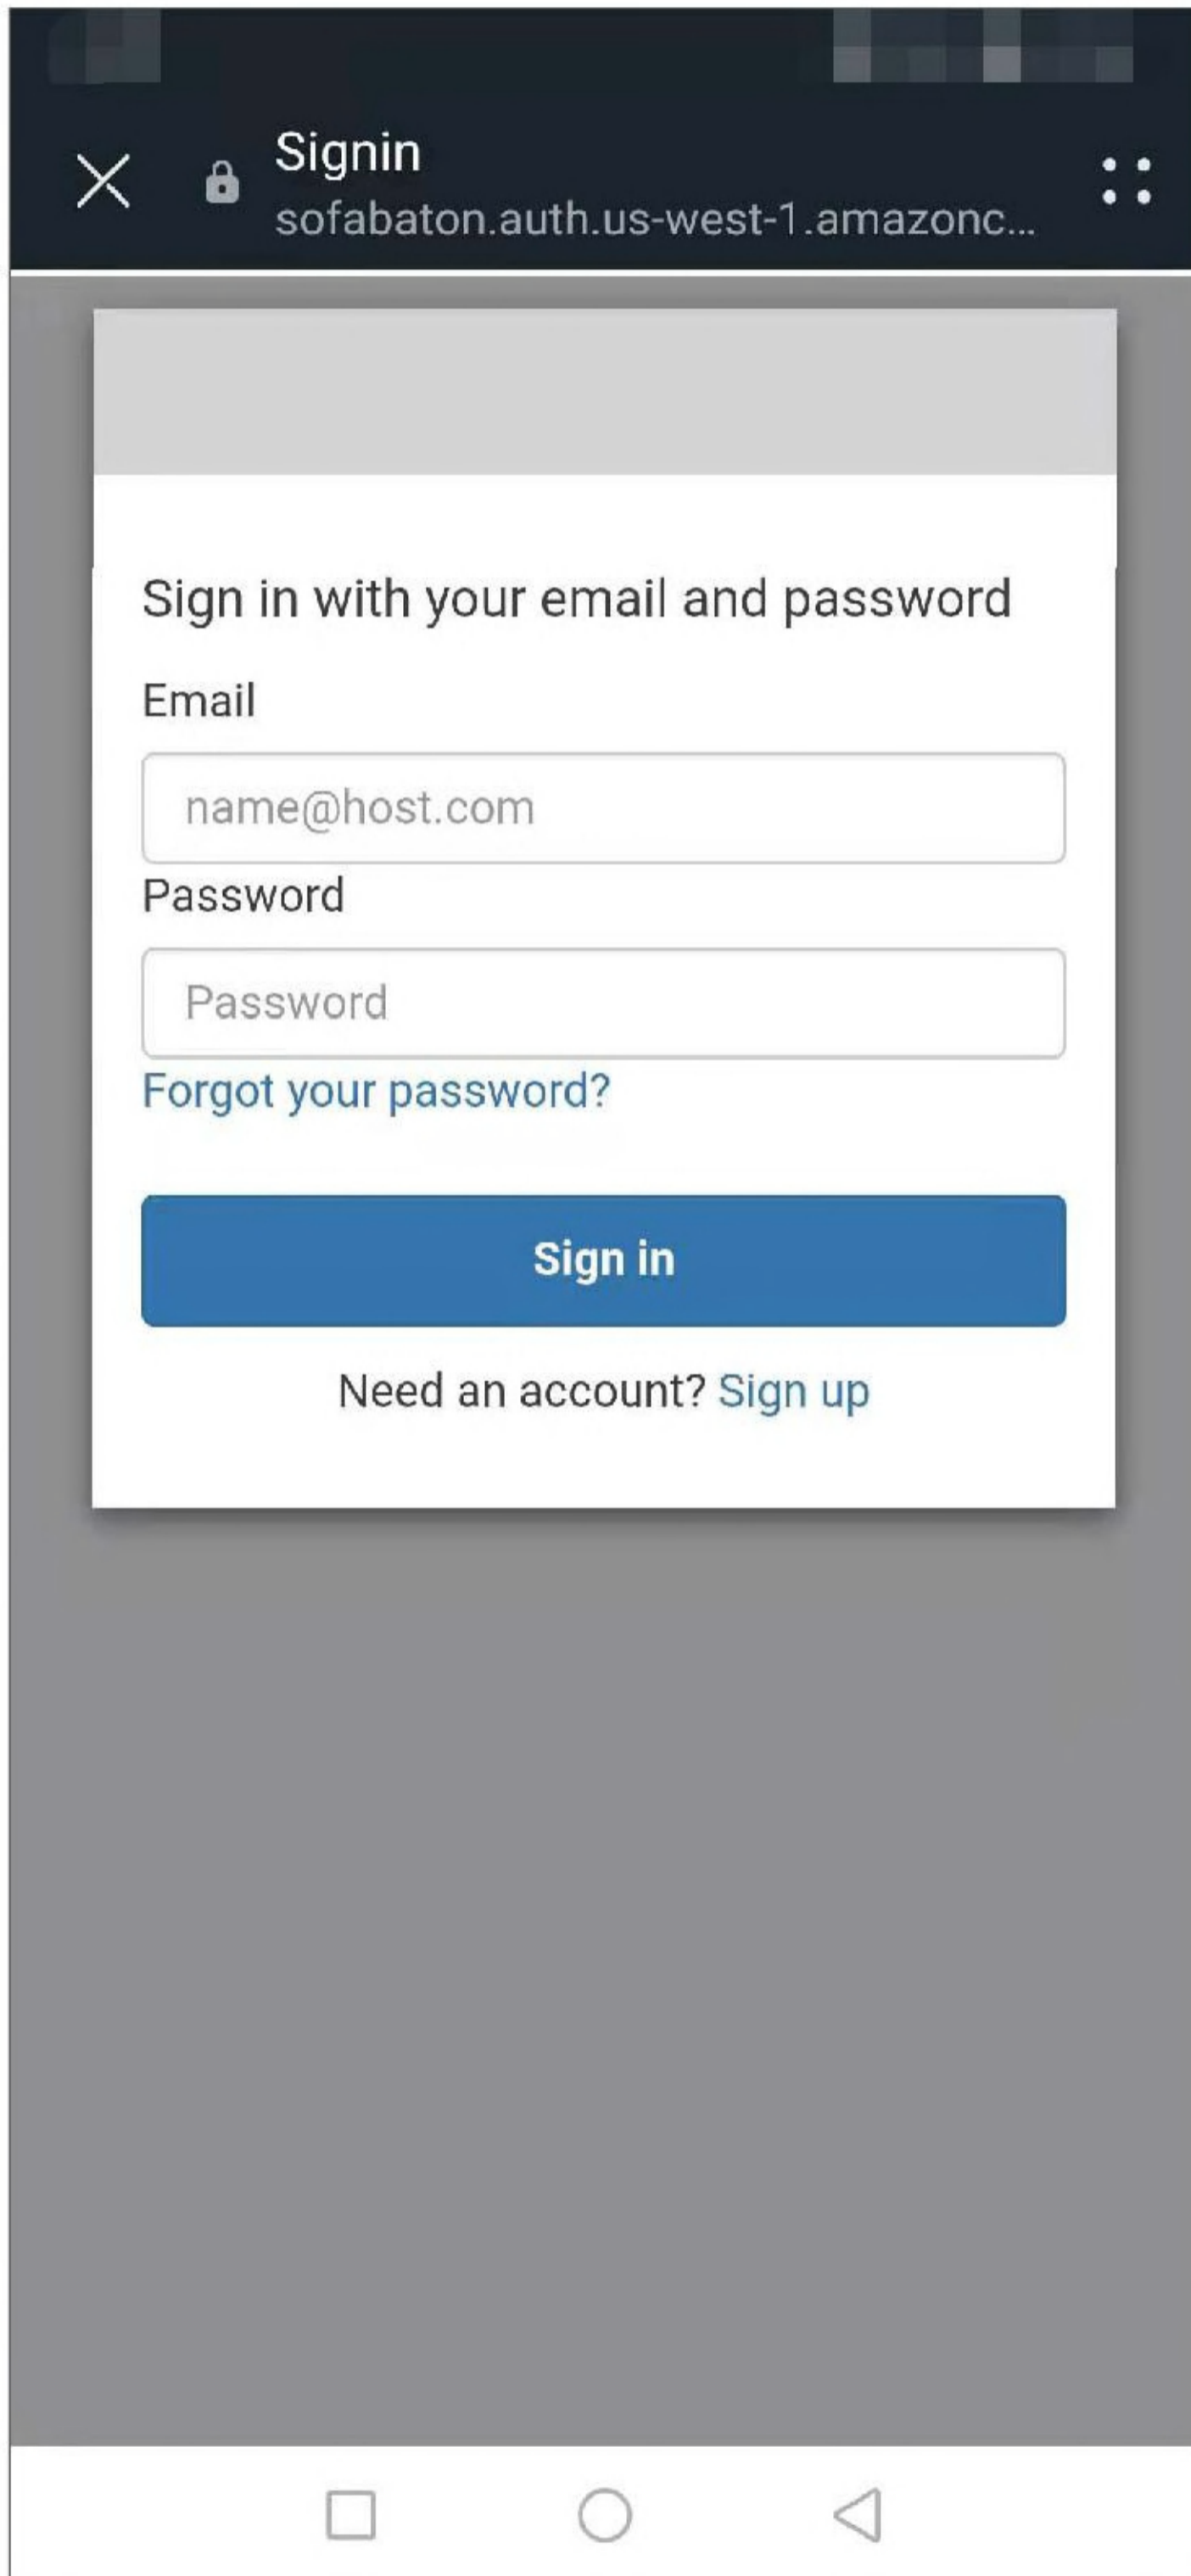 Signin
sofabaton.auth.us-west-1.amazonc...
Sign in with your email and password
Email
name@host.com
Password
Password
Forgot your password?
Sign in
Need an account? Sign up